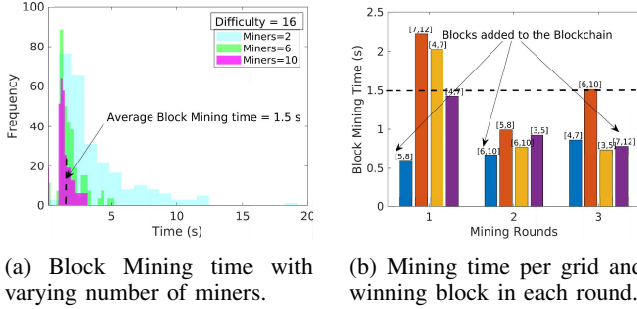 Difficulty = 16
Miners=2
Miners=6
Miners=10
Average Block Mining time = 1.5 s
Frequency
100
80
60
40
20
0
5
10
15
20
Time (s)
(a) Block Mining time with
varying number of miners.
2.5
2.0
1.5
1.0
0.5
0
Block Mining Time (s)
Blocks added to the Blockchain
[5,8]
[7,12]
[4,7]
[4,7]
[6,10]
[5,8]
[6,10]
[3,5]
[4,7]
[6,10]
[3,5]
[7,12]
1
2
3
Mining Rounds
(b) Mining time per grid and
winning block in each round.